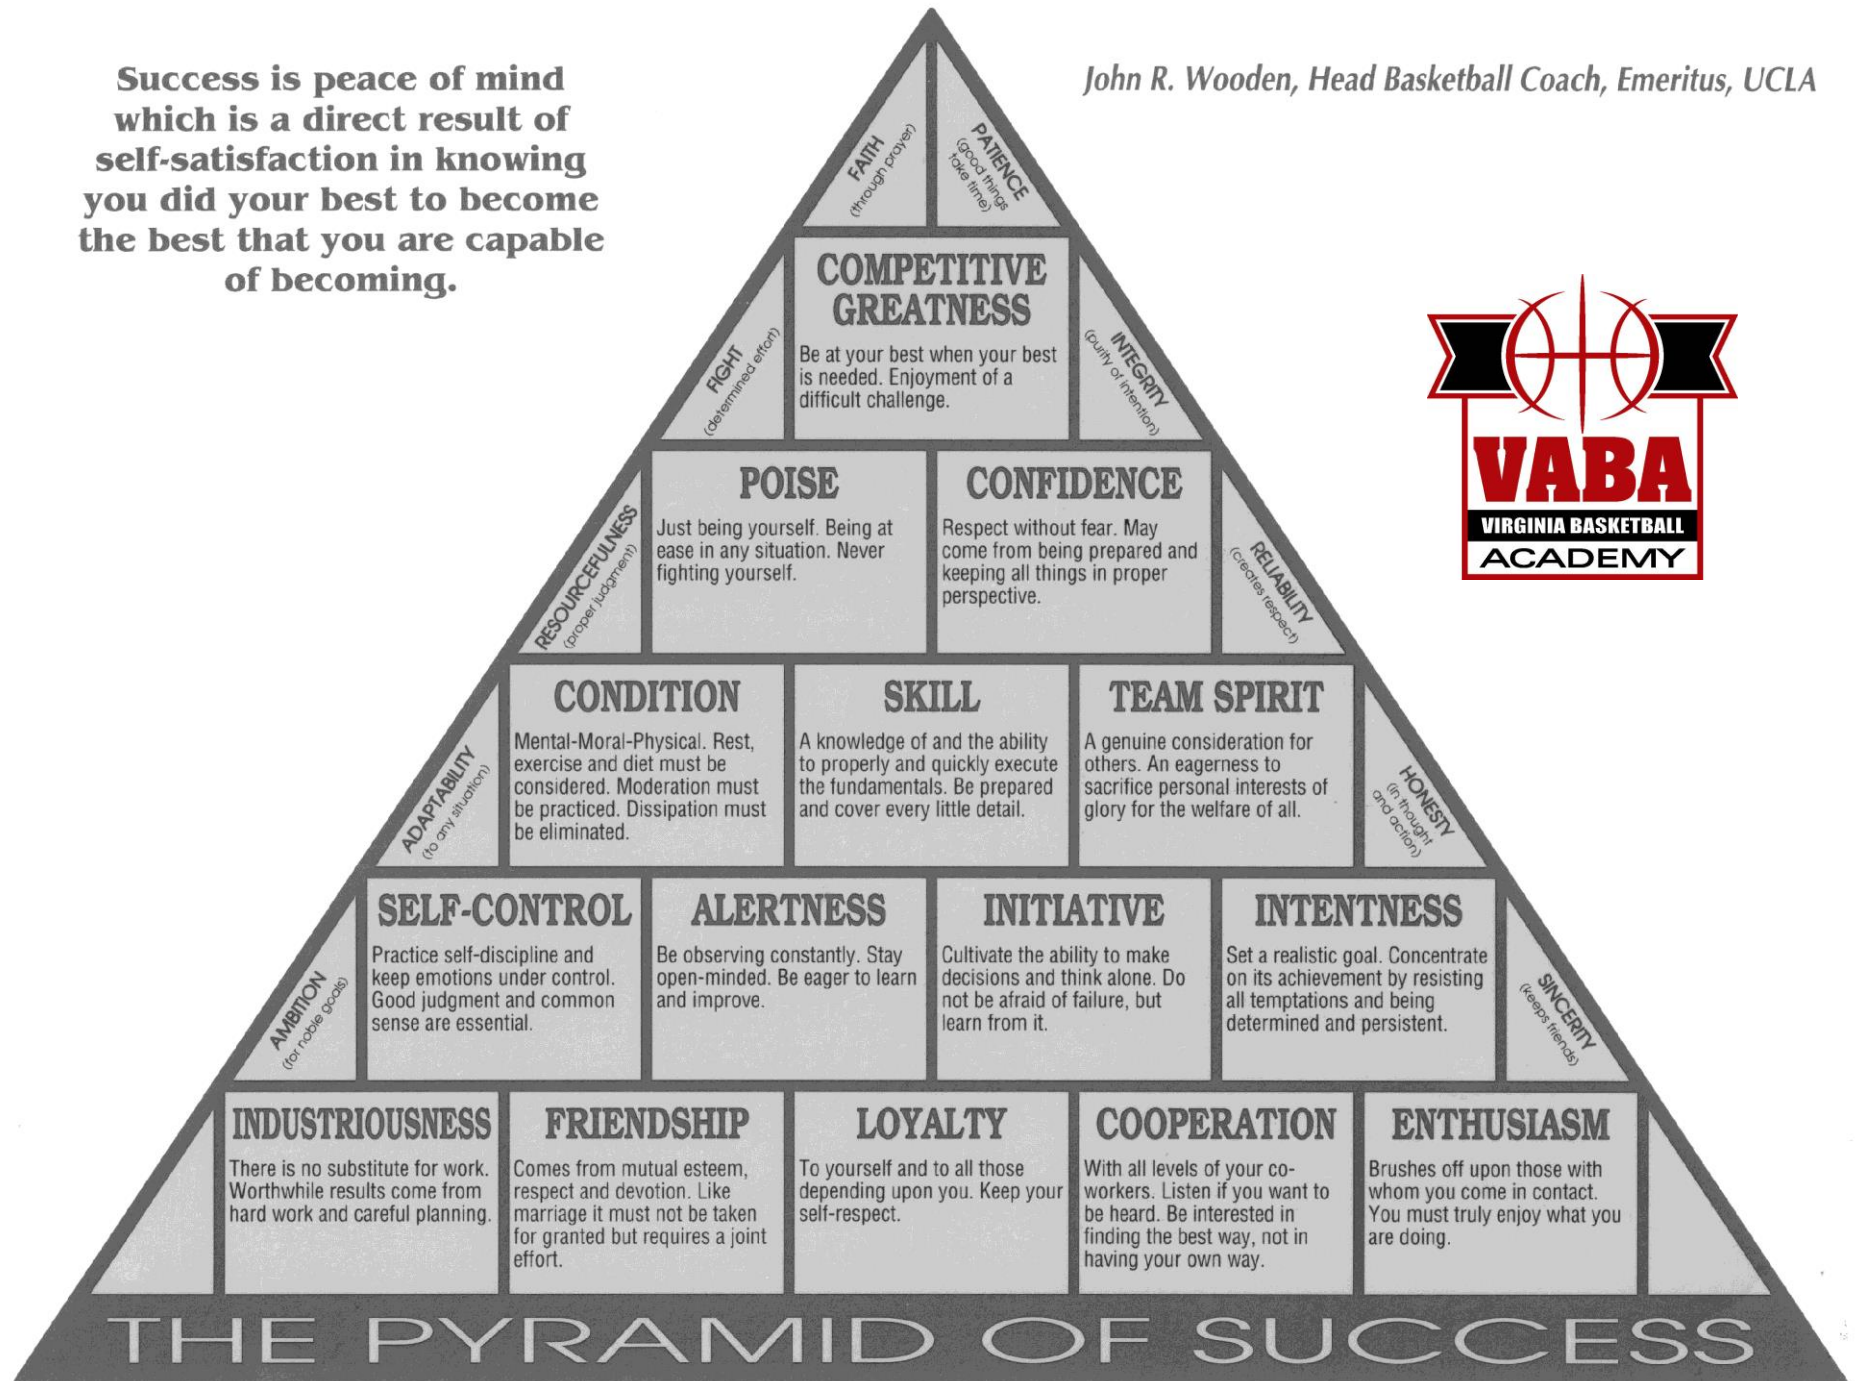 Success is peace of mind
which is a direct result of
self-satisfaction in knowing
you did your best to become
the best that you are capable
of becoming.
John R. Wooden, Head Basketball Coach, Emeritus, UCLA
FAITH
(through prayer)
PATIENCE
(good things
take time)
FIGHT
(determined effort)
COMPETITIVE
GREATNESS
Be at your best when your best
is needed. Enjoyment of a
difficult challenge.
INTEGRITY
(purity of intention)
VABA
VIRGINIA BASKETBALL
ACADEMY
RESOURCEFULNESS
(proper judgment)
POISE
Just being yourself. Being at
ease in any situation. Never
fighting yourself.
CONFIDENCE
Respect without fear. May
come from being prepared and
keeping all things in proper
perspective.
RELIABILITY
(creates respect)
ADAPTABILITY
(to any situation)
CONDITION
Mental-Moral-Physical. Rest,
exercise and diet must be
considered. Moderation must
be practiced. Dissipation must
be eliminated.
SKILL
A knowledge of and the ability
to properly and quickly execute
the fundamentals. Be prepared
and cover every little detail.
TEAM SPIRIT
A genuine consideration for
others. An eagerness to
sacrifice personal interests of
glory for the welfare of all.
HONESTY
(in thought
and action)
AMBITION
(for noble goals)
SELF-CONTROL
Practice self-discipline and
keep emotions under control.
Good judgment and common
sense are essential.
ALERTNESS
Be observing constantly. Stay
open-minded. Be eager to learn
and improve.
INITIATIVE
Cultivate the ability to make
decisions and think alone. Do
not be afraid of failure, but
learn from it.
INTENTNESS
Set a realistic goal. Concentrate
on its achievement by resisting
all temptations and being
determined and persistent.
SINCERITY
(keeps friends)
INDUSTRIOUSNESS
There is no substitute for work.
Worthwhile results come from
hard work and careful planning.
FRIENDSHIP
Comes from mutual esteem,
respect and devotion. Like
marriage it must not be taken
for granted but requires a joint
effort.
LOYALTY
To yourself and to all those
depending upon you. Keep your
self-respect.
COOPERATION
With all levels of your co-
workers. Listen if you want to
be heard. Be interested in
finding the best way, not in
having your own way.
ENTHUSIASM
Brushes off upon those with
whom you come in contact.
You must truly enjoy what you
are doing.
THE PYRAMID OF SUCCESS